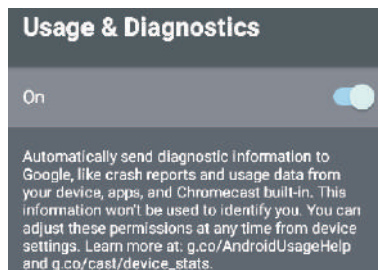 Usage & Diagnostics
On
Automatically send diagnostic information to
Google, like crash reports and usage data from
your device, apps, and Chromecast built-in. This
information won't be used to identify you. You can
adjust these permissions at any time from device
settings. Learn more at: g.co/AndroidUsageHelp
and g.co/cast/device_stats.